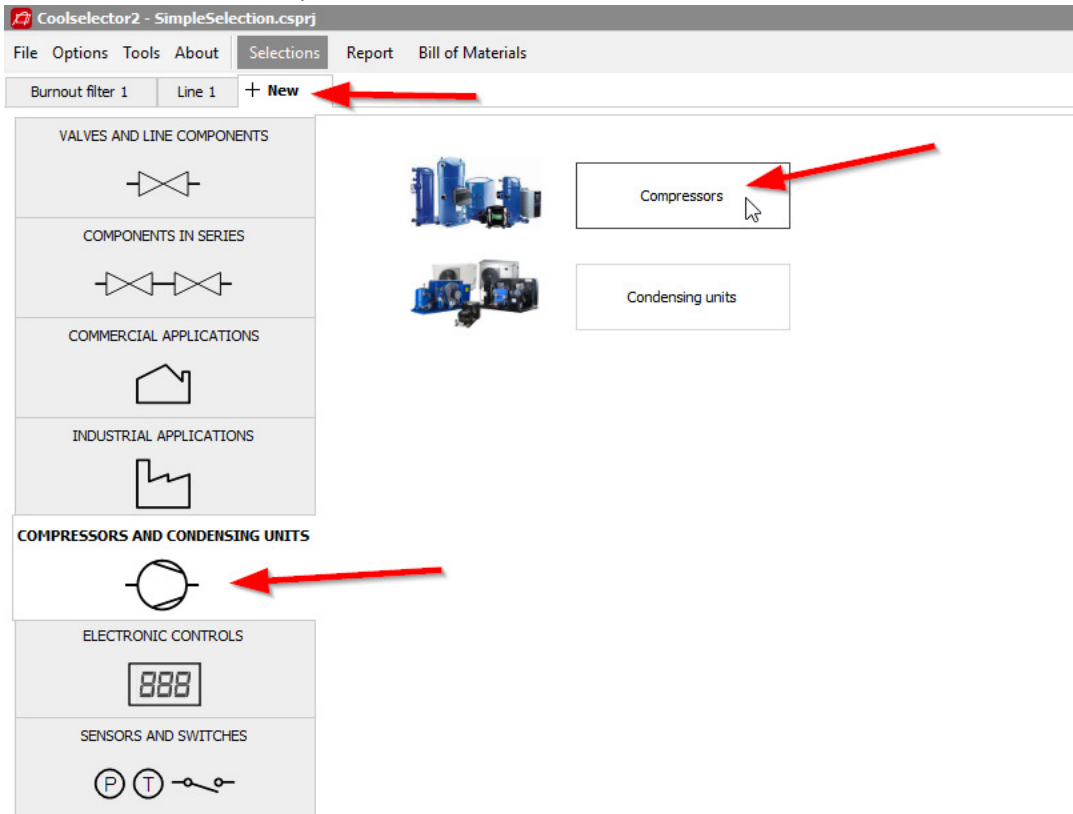 Coolselector2 - SimpleSelection.csprj
File Options Tools About Selections Report Bill of Materials
Burnout filter 1 Line 1 + New
VALVES AND LINE COMPONENTS
COMPONENTS IN SERIES
COMMERCIAL APPLICATIONS
INDUSTRIAL APPLICATIONS
COMPRESSORS AND CONDENSING UNITS
ELECTRONIC CONTROLS
888
SENSORS AND SWITCHES
P T
Compressors
Condensing units